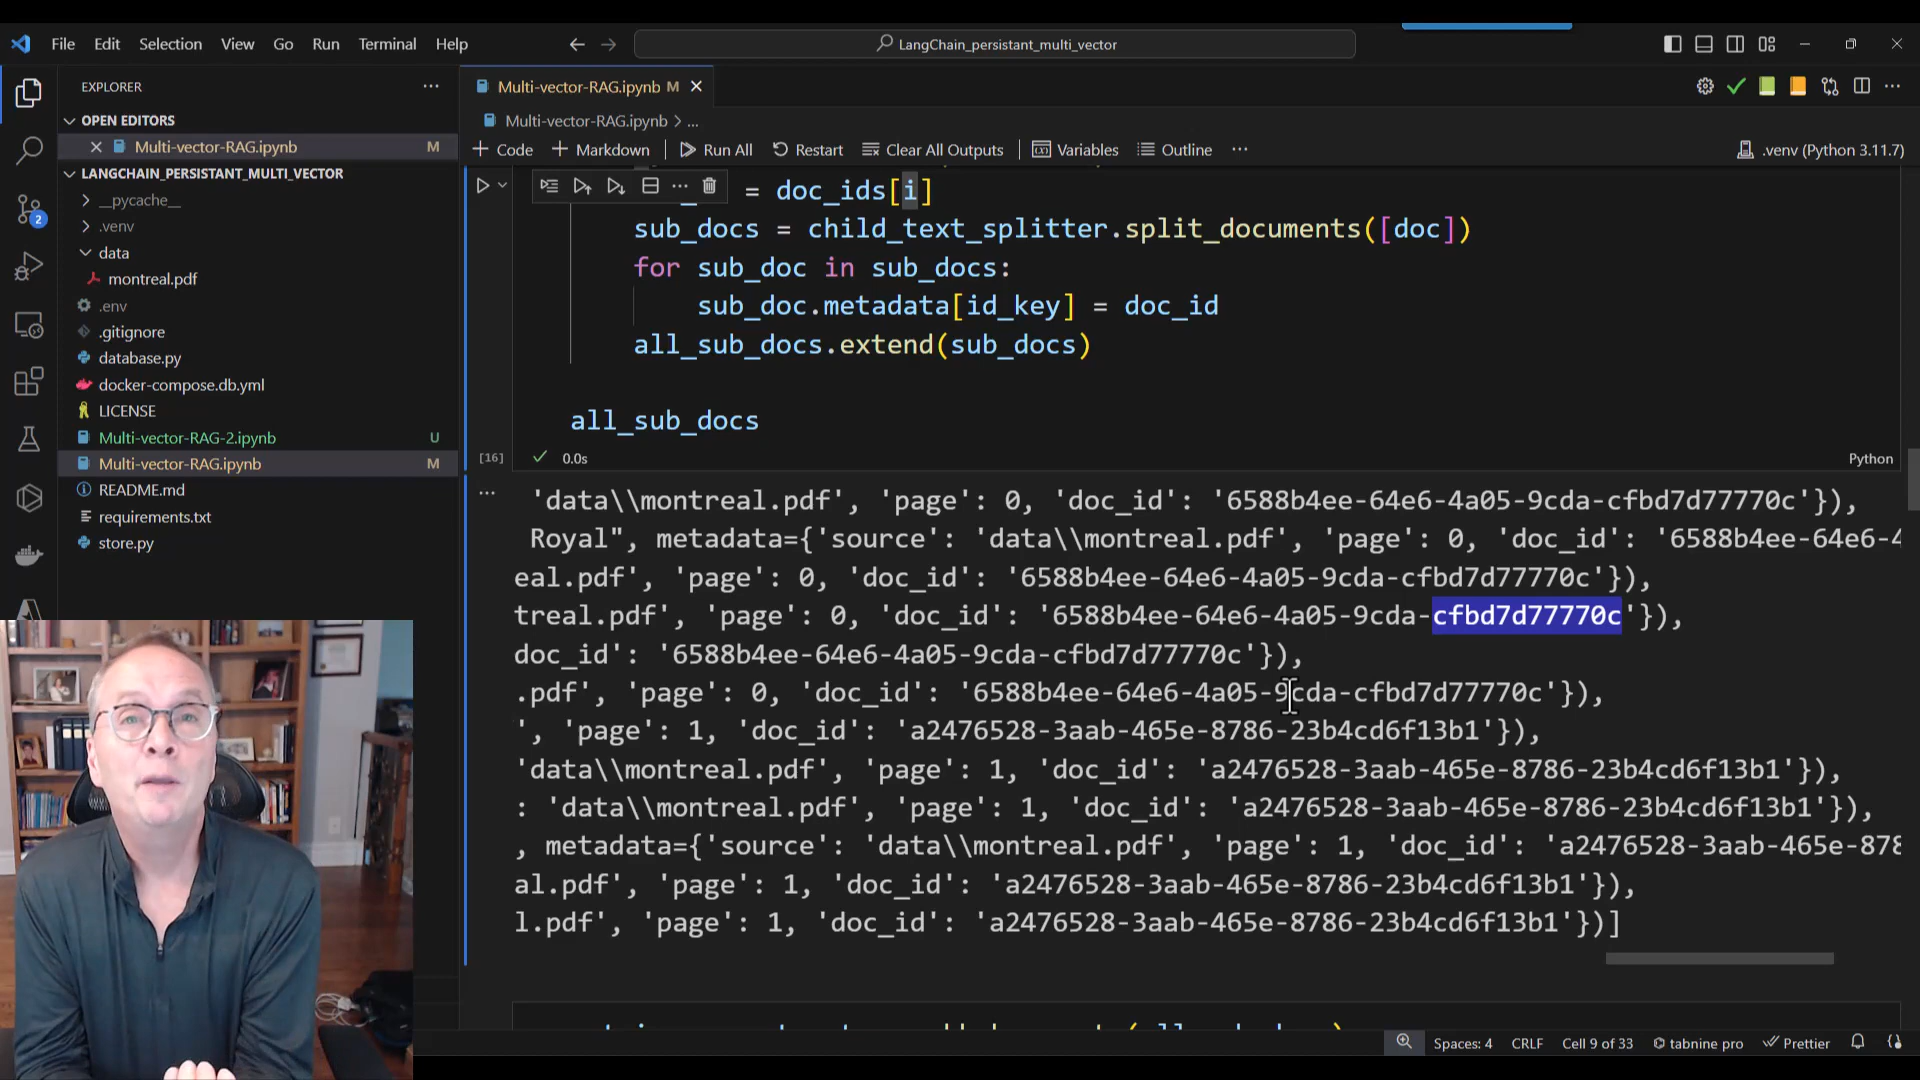 File Edit Selection View Go Run Terminal Help
LangChain_persistant_multi_vector
EXPLORER
OPEN EDITORS
Multi-vector-RAG.ipynb M
LANGCHAIN_PERSISTANT_MULTI_VECTOR
__pycache__
.venv
data
montreal.pdf
.env
.gitignore
database.py
docker-compose.db.yml
LICENSE
Multi-vector-RAG-2.ipynb U
Multi-vector-RAG.ipynb M
README.md
requirements.txt
store.py
2
Multi-vector-RAG.ipynb M
Multi-vector-RAG.ipynb > ...
+ Code + Markdown Run All Restart Clear All Outputs Variables Outline ...
.venv (Python 3.11.7)
= doc_ids[i]
sub_docs = child_text_splitter.split_documents([doc])
for sub_doc in sub_docs:
sub_doc.metadata[id_key] = doc_id
all_sub_docs.extend(sub_docs)
all_sub_docs
[16] 0.0s
Python
'data\\montreal.pdf', 'page': 0, 'doc_id': '6588b4ee-64e6-4a05-9cda-cfbd7d77770c'}),
Royal", metadata={'source': 'data\\montreal.pdf', 'page': 0, 'doc_id': '6588b4ee-64e6-4
eal.pdf', 'page': 0, 'doc_id': '6588b4ee-64e6-4a05-9cda-cfbd7d77770c'}),
treal.pdf', 'page': 0, 'doc_id': '6588b4ee-64e6-4a05-9cda-cfbd7d77770c'}),
doc_id': '6588b4ee-64e6-4a05-9cda-cfbd7d77770c'}),
.pdf', 'page': 0, 'doc_id': '6588b4ee-64e6-4a05-9cda-cfbd7d77770c'}),
', 'page': 1, 'doc_id': 'a2476528-3aab-465e-8786-23b4cd6f13b1'}),
'data\\montreal.pdf', 'page': 1, 'doc_id': 'a2476528-3aab-465e-8786-23b4cd6f13b1'}),
: 'data\\montreal.pdf', 'page': 1, 'doc_id': 'a2476528-3aab-465e-8786-23b4cd6f13b1'}),
, metadata={'source': 'data\\montreal.pdf', 'page': 1, 'doc_id': 'a2476528-3aab-465e-878
al.pdf', 'page': 1, 'doc_id': 'a2476528-3aab-465e-8786-23b4cd6f13b1'}),
l.pdf', 'page': 1, 'doc_id': 'a2476528-3aab-465e-8786-23b4cd6f13b1'})]
Spaces: 4 CRLF Cell 9 of 33 tabnine pro Prettier